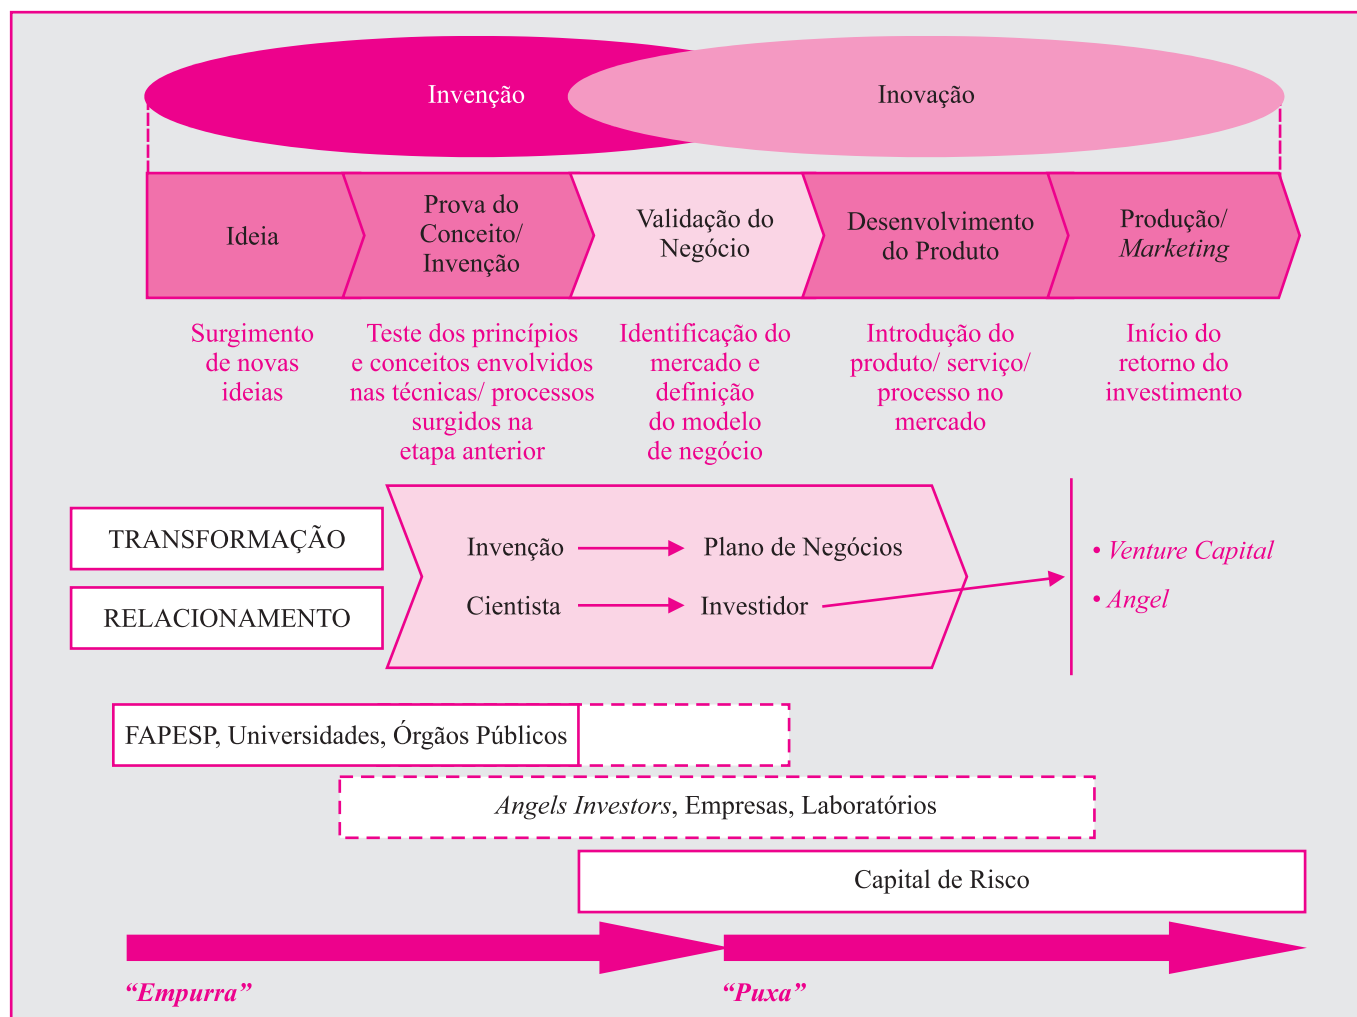 Invenção
Inovação
Ideia
Prova do
Conceito/
Invenção
Validação do
Negócio
Desenvolvimento
do Produto
Produção/
Marketing
Surgimento
de novas
ideias
Teste dos princípios
e conceitos envolvidos
nas técnicas/ processos
surgidos na
etapa anterior
Identificação do
mercado e
definição
do modelo
de negócio
Introdução do
produto/ serviço/
processo no
mercado
Início do
retorno do
investimento
TRANSFORMAÇÃO
RELACIONAMENTO
Invenção
Plano de Negócios
Cientista
Investidor
• Venture Capital
• Angel
FAPESP, Universidades, Órgãos Públicos
Angels Investors, Empresas, Laboratórios
Capital de Risco
“Empurra”
“Puxa”